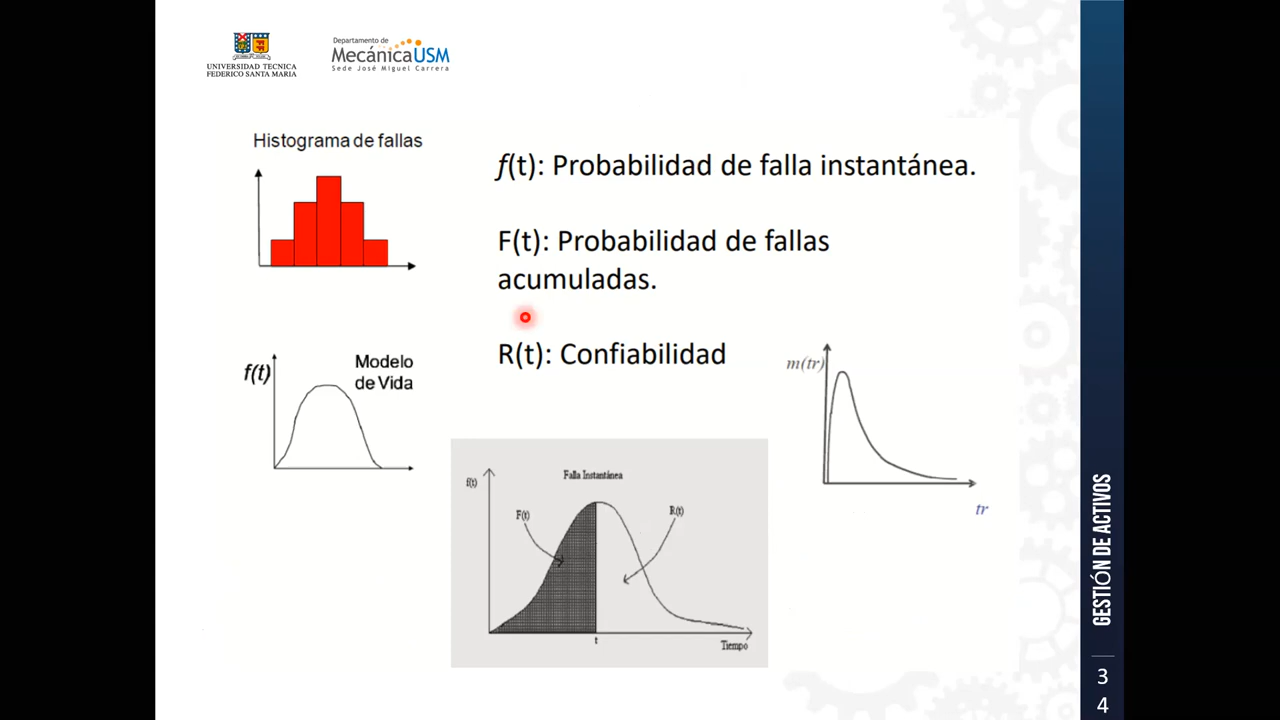 UNIVERSIDAD TECNICA
FEDERICO SANTA MARIA
Departamento de
MecánicaUSM
Sede José Miguel Carrera
Histograma de fallas
f(t): Probabilidad de falla instantánea.
F(t): Probabilidad de fallas
acumuladas.
R(t): Confiabilidad
f(t)
Modelo
de Vida
m(tr)
tr
f(t)
Falla Instantánea
F(t)
R(t)
t
Tiempo
GESTIÓN DE ACTIVOS
3
4